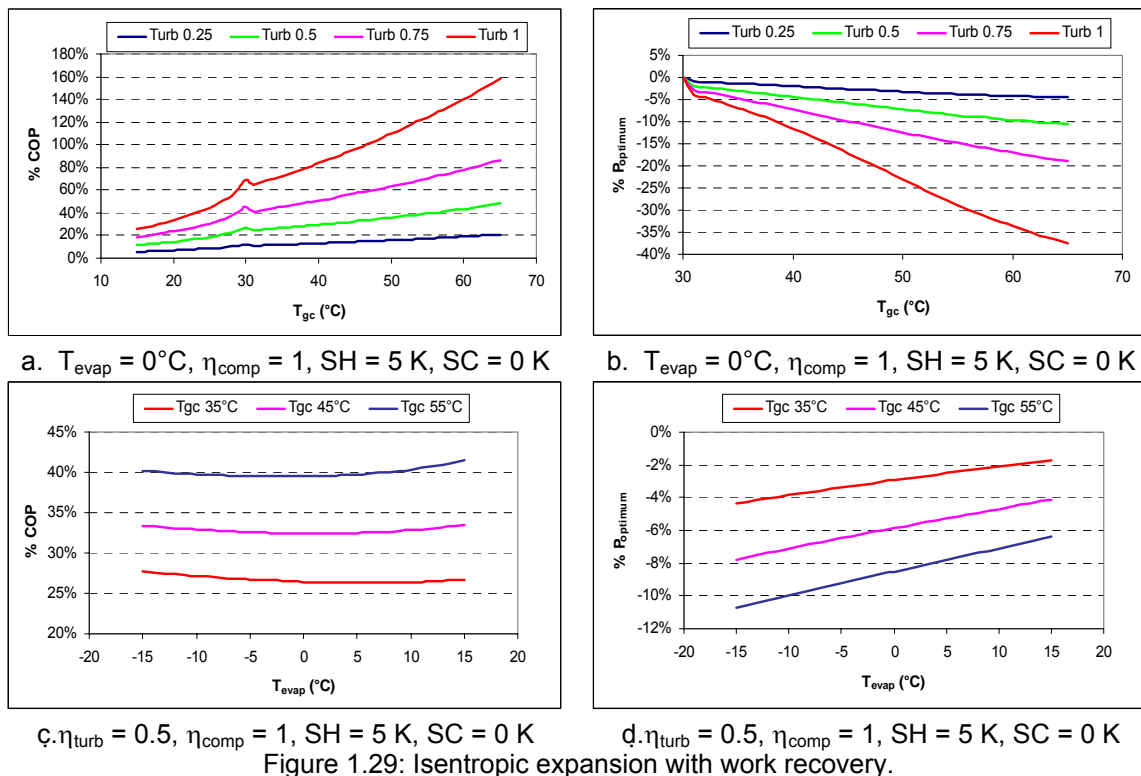 Turb 0.25 Turb 0.5 Turb 0.75 Turb 1
180%
160%
140%
120%
100%
80%
60%
40%
20%
0%
% COP
10 20 30 40 50 60 70
Tgc (°C)
a. Tevap = 0°C, ηcomp = 1, SH = 5 K, SC = 0 K
Turb 0.25 Turb 0.5 Turb 0.75 Turb 1
5%
0%
-5%
-10%
-15%
-20%
-25%
-30%
-35%
-40%
% Poptimum
30 40 50 60 70
Tgc (°C)
b. Tevap = 0°C, ηcomp = 1, SH = 5 K, SC = 0 K
Tgc 35°C Tgc 45°C Tgc 55°C
45%
40%
35%
30%
25%
20%
% COP
-20 -15 -10 -5 0 5 10 15 20
Tevap (°C)
c.ηturb = 0.5, ηcomp = 1, SH = 5 K, SC = 0 K
Tgc 35°C Tgc 45°C Tgc 55°C
0%
-2%
-4%
-6%
-8%
-10%
-12%
% Poptimum
-20 -15 -10 -5 0 5 10 15 20
Tevap (°C)
d.ηturb = 0.5, ηcomp = 1, SH = 5 K, SC = 0 K
Figure 1.29: Isentropic expansion with work recovery.